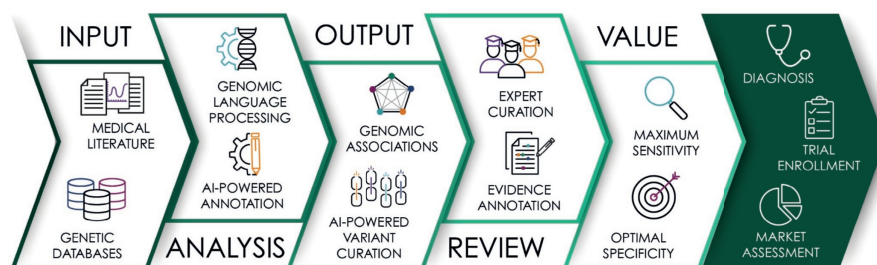 INPUT
MEDICAL
LITERATURE
GENETIC
DATABASES
GENOMIC
LANGUAGE
PROCESSING
AI-POWERED
ANNOTATION
ANALYSIS
OUTPUT
GENOMIC
ASSOCIATIONS
AI-POWERED
VARIANT
CURATION
EXPERT
CURATION
EVIDENCE
ANNOTATION
REVIEW
VALUE
MAXIMUM
SENSITIVITY
OPTIMAL
SPECIFICITY
DIAGNOSIS
TRIAL
ENROLLMENT
MARKET
ASSESSMENT